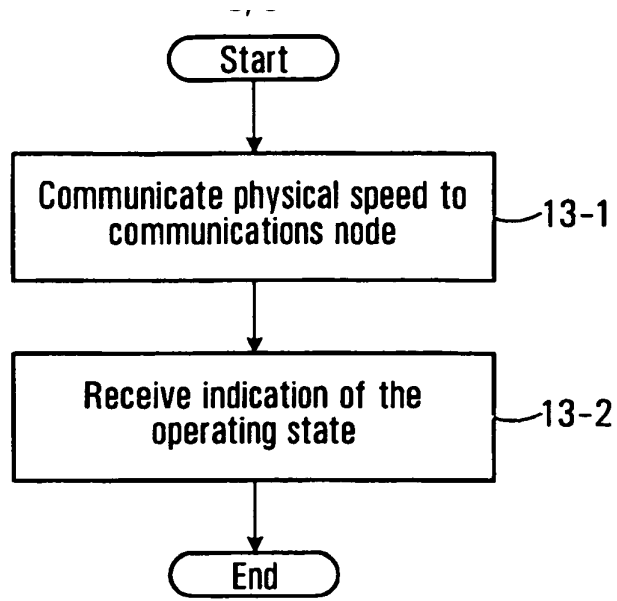 Start
Communicate physical speed to
communications node
13-1
Receive indication of the
operating state
13-2
End